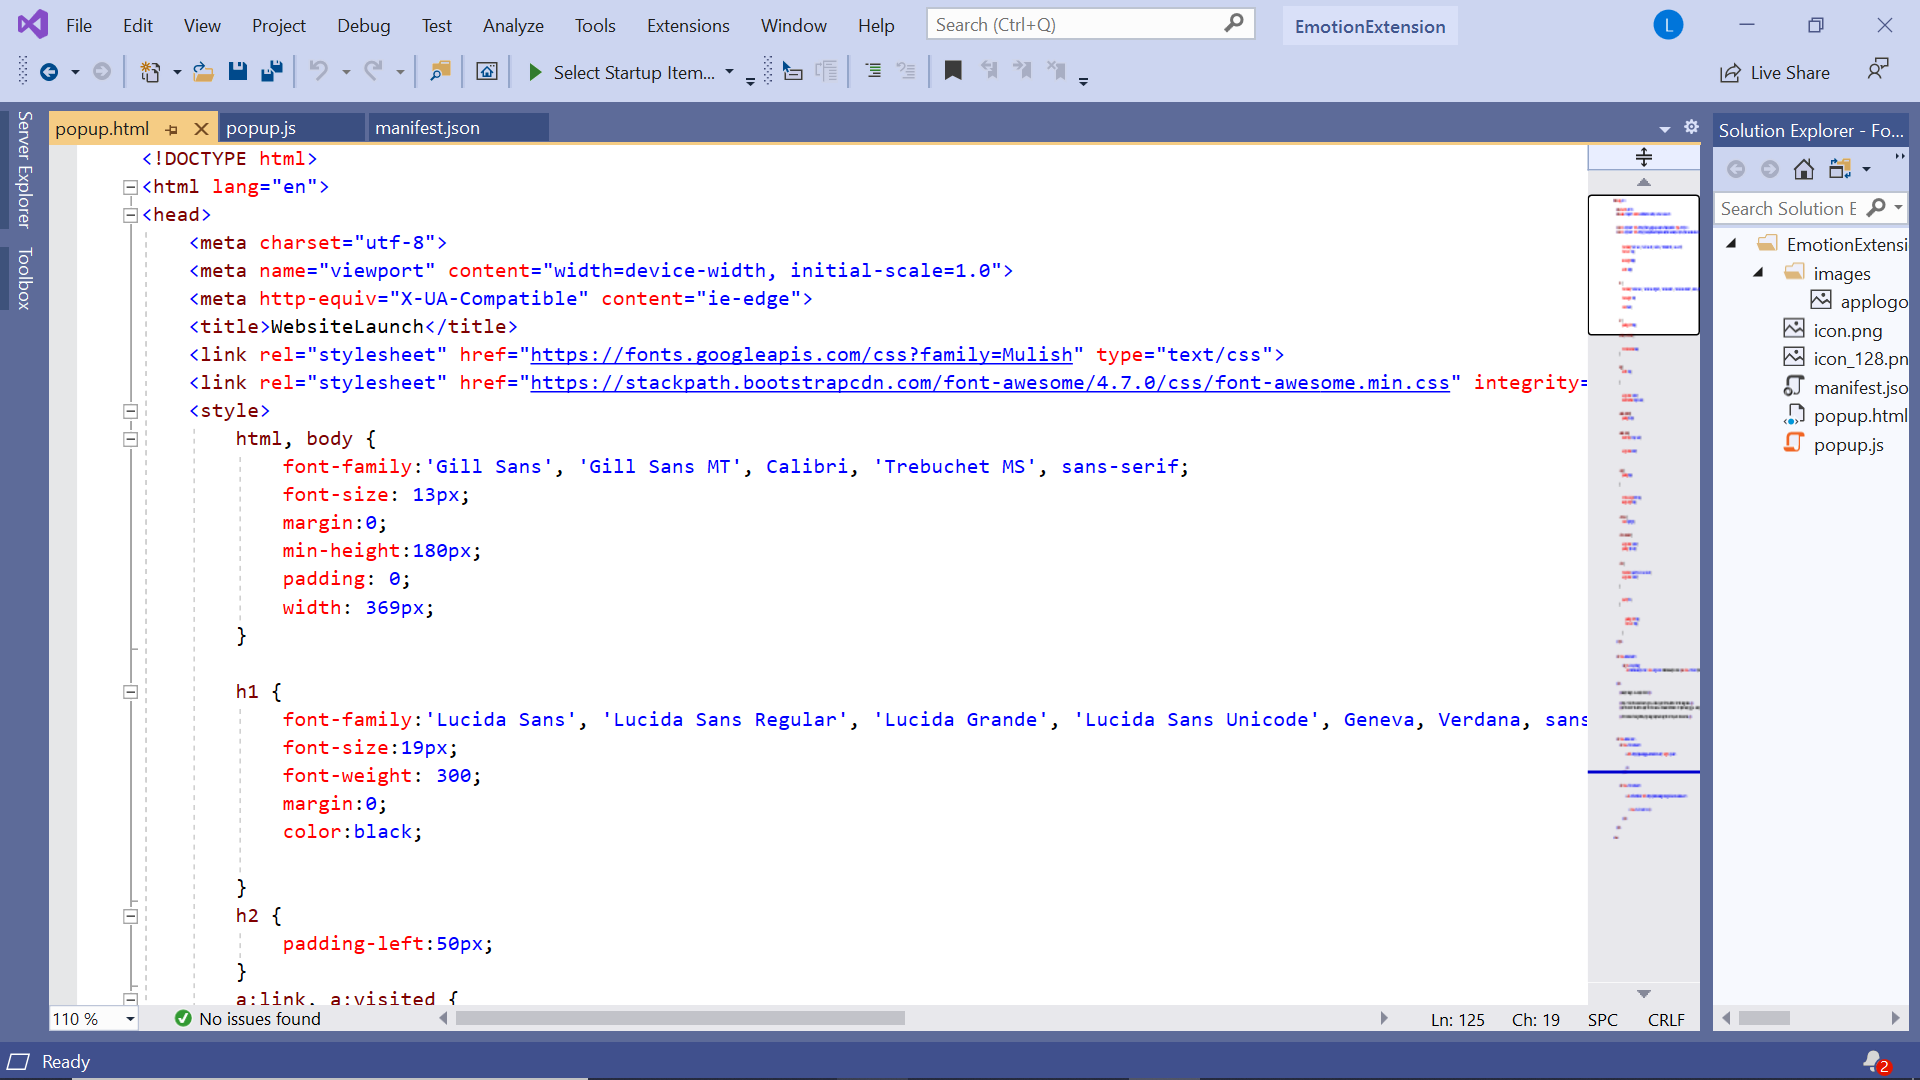 File Edit View Project Debug Test Analyze Tools Extensions Window Help Search (Ctrl+Q) EmotionExtension L
Select Startup Item... Live Share
Server Explorer
Toolbox
popup.html popup.js manifest.json
<!DOCTYPE html>
<html lang="en">
<head>
<meta charset="utf-8">
<meta name="viewport" content="width=device-width, initial-scale=1.0">
<meta http-equiv="X-UA-Compatible" content="ie-edge">
<title>WebsiteLaunch</title>
<link rel="stylesheet" href="https://fonts.googleapis.com/css?family=Mulish" type="text/css">
<link rel="stylesheet" href="https://stackpath.bootstrapcdn.com/font-awesome/4.7.0/css/font-awesome.min.css" integrity=
<style>
html, body {
font-family:'Gill Sans', 'Gill Sans MT', Calibri, 'Trebuchet MS', sans-serif;
font-size: 13px;
margin:0;
min-height:180px;
padding: 0;
width: 369px;
}
h1 {
font-family:'Lucida Sans', 'Lucida Sans Regular', 'Lucida Grande', 'Lucida Sans Unicode', Geneva, Verdana, sans
font-size:19px;
font-weight: 300;
margin:0;
color:black;
}
h2 {
padding-left:50px;
}
a:link, a:visited {
110 % No issues found Ln: 125 Ch: 19 SPC CRLF
Solution Explorer - Fo...
Search Solution E
EmotionExtensi
images
applogo
icon.png
icon_128.pn
manifest.jso
popup.html
popup.js
Ready 2